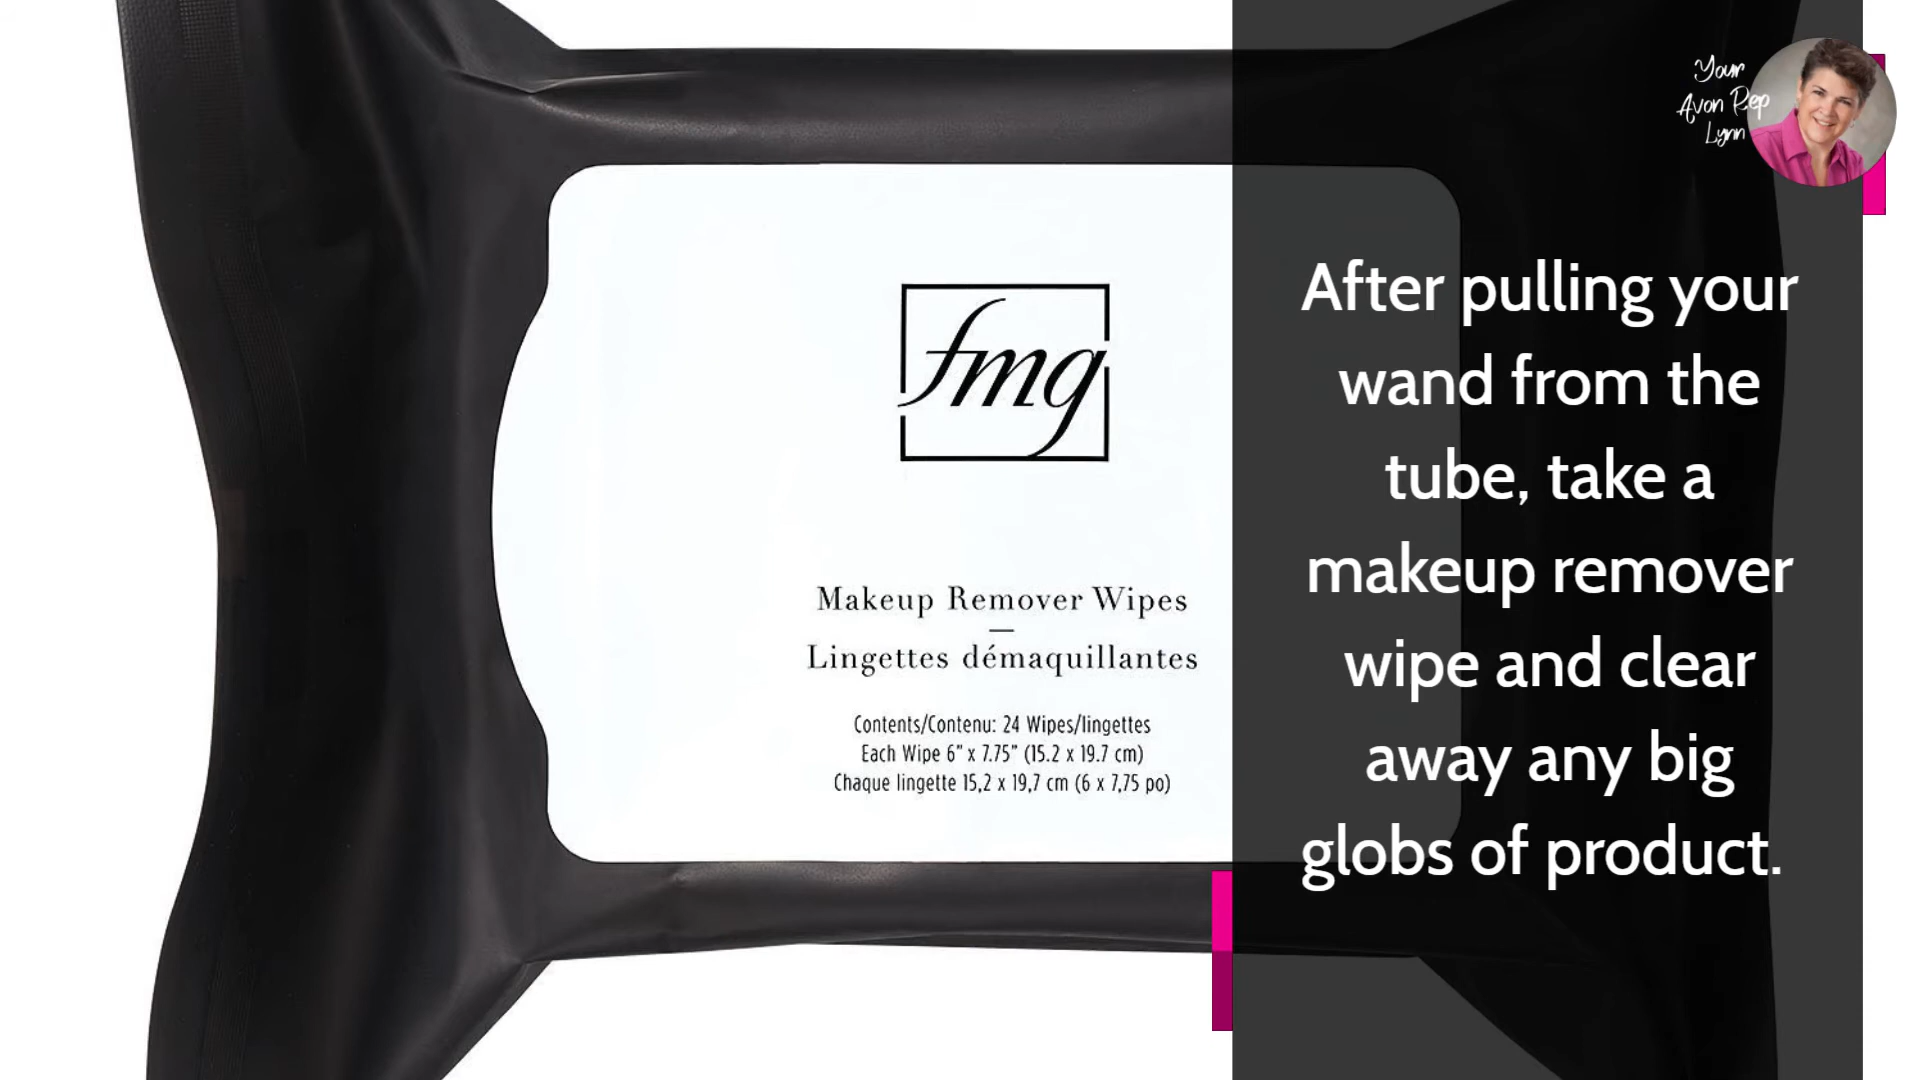 fmg
Makeup Remover Wipes
—
Lingettes démaquillantes
Contents/Contenu: 24 Wipes/lingettes
Each Wipe 6" x 7.75" (15.2 x 19.7 cm)
Chaque lingette 15,2 x 19,7 cm (6 x 7,75 po)
Your
Avon Rep
Lynn
After pulling your
wand from the
tube, take a
makeup remover
wipe and clear
away any big
globs of product.